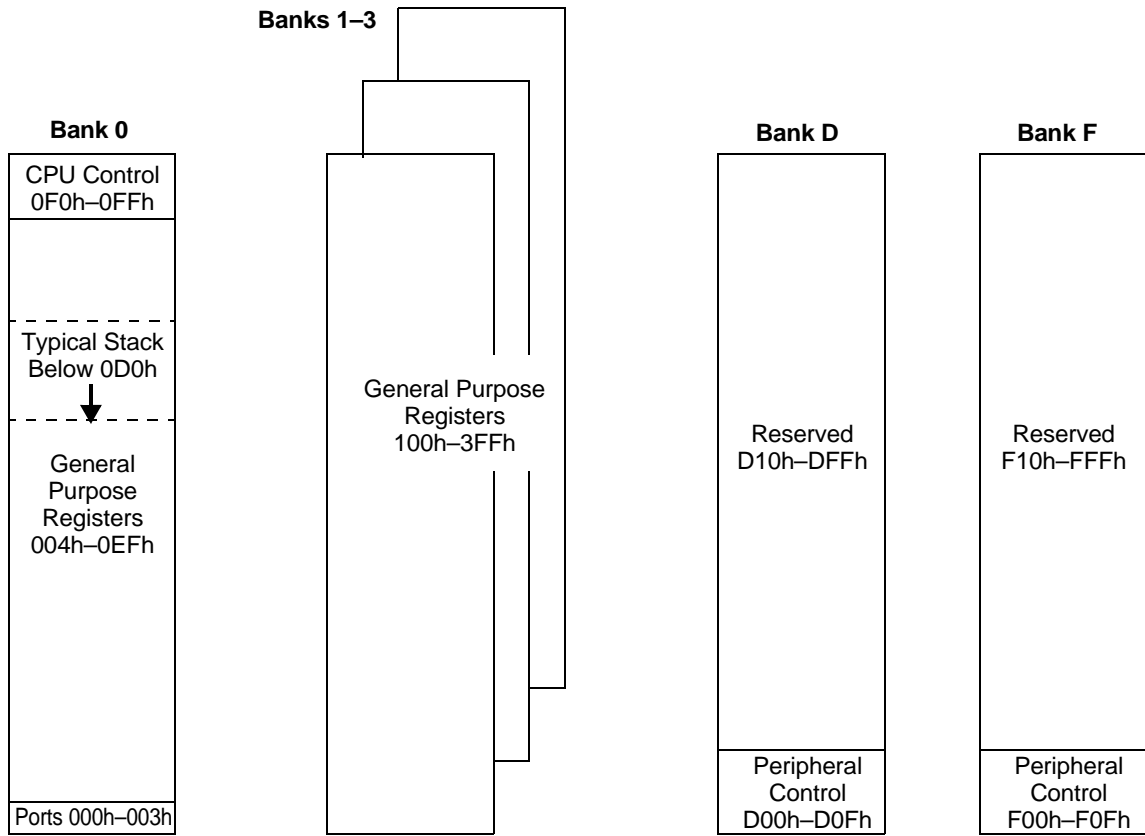 Banks 1–3
Bank 0
CPU Control
0F0h–0FFh
Typical Stack
Below 0D0h
General
Purpose
Registers
004h–0EFh
Ports 000h–003h
General Purpose
Registers
100h–3FFh
Bank D
Reserved
D10h–DFFh
Peripheral
Control
D00h–D0Fh
Bank F
Reserved
F10h–FFFh
Peripheral
Control
F00h–F0Fh